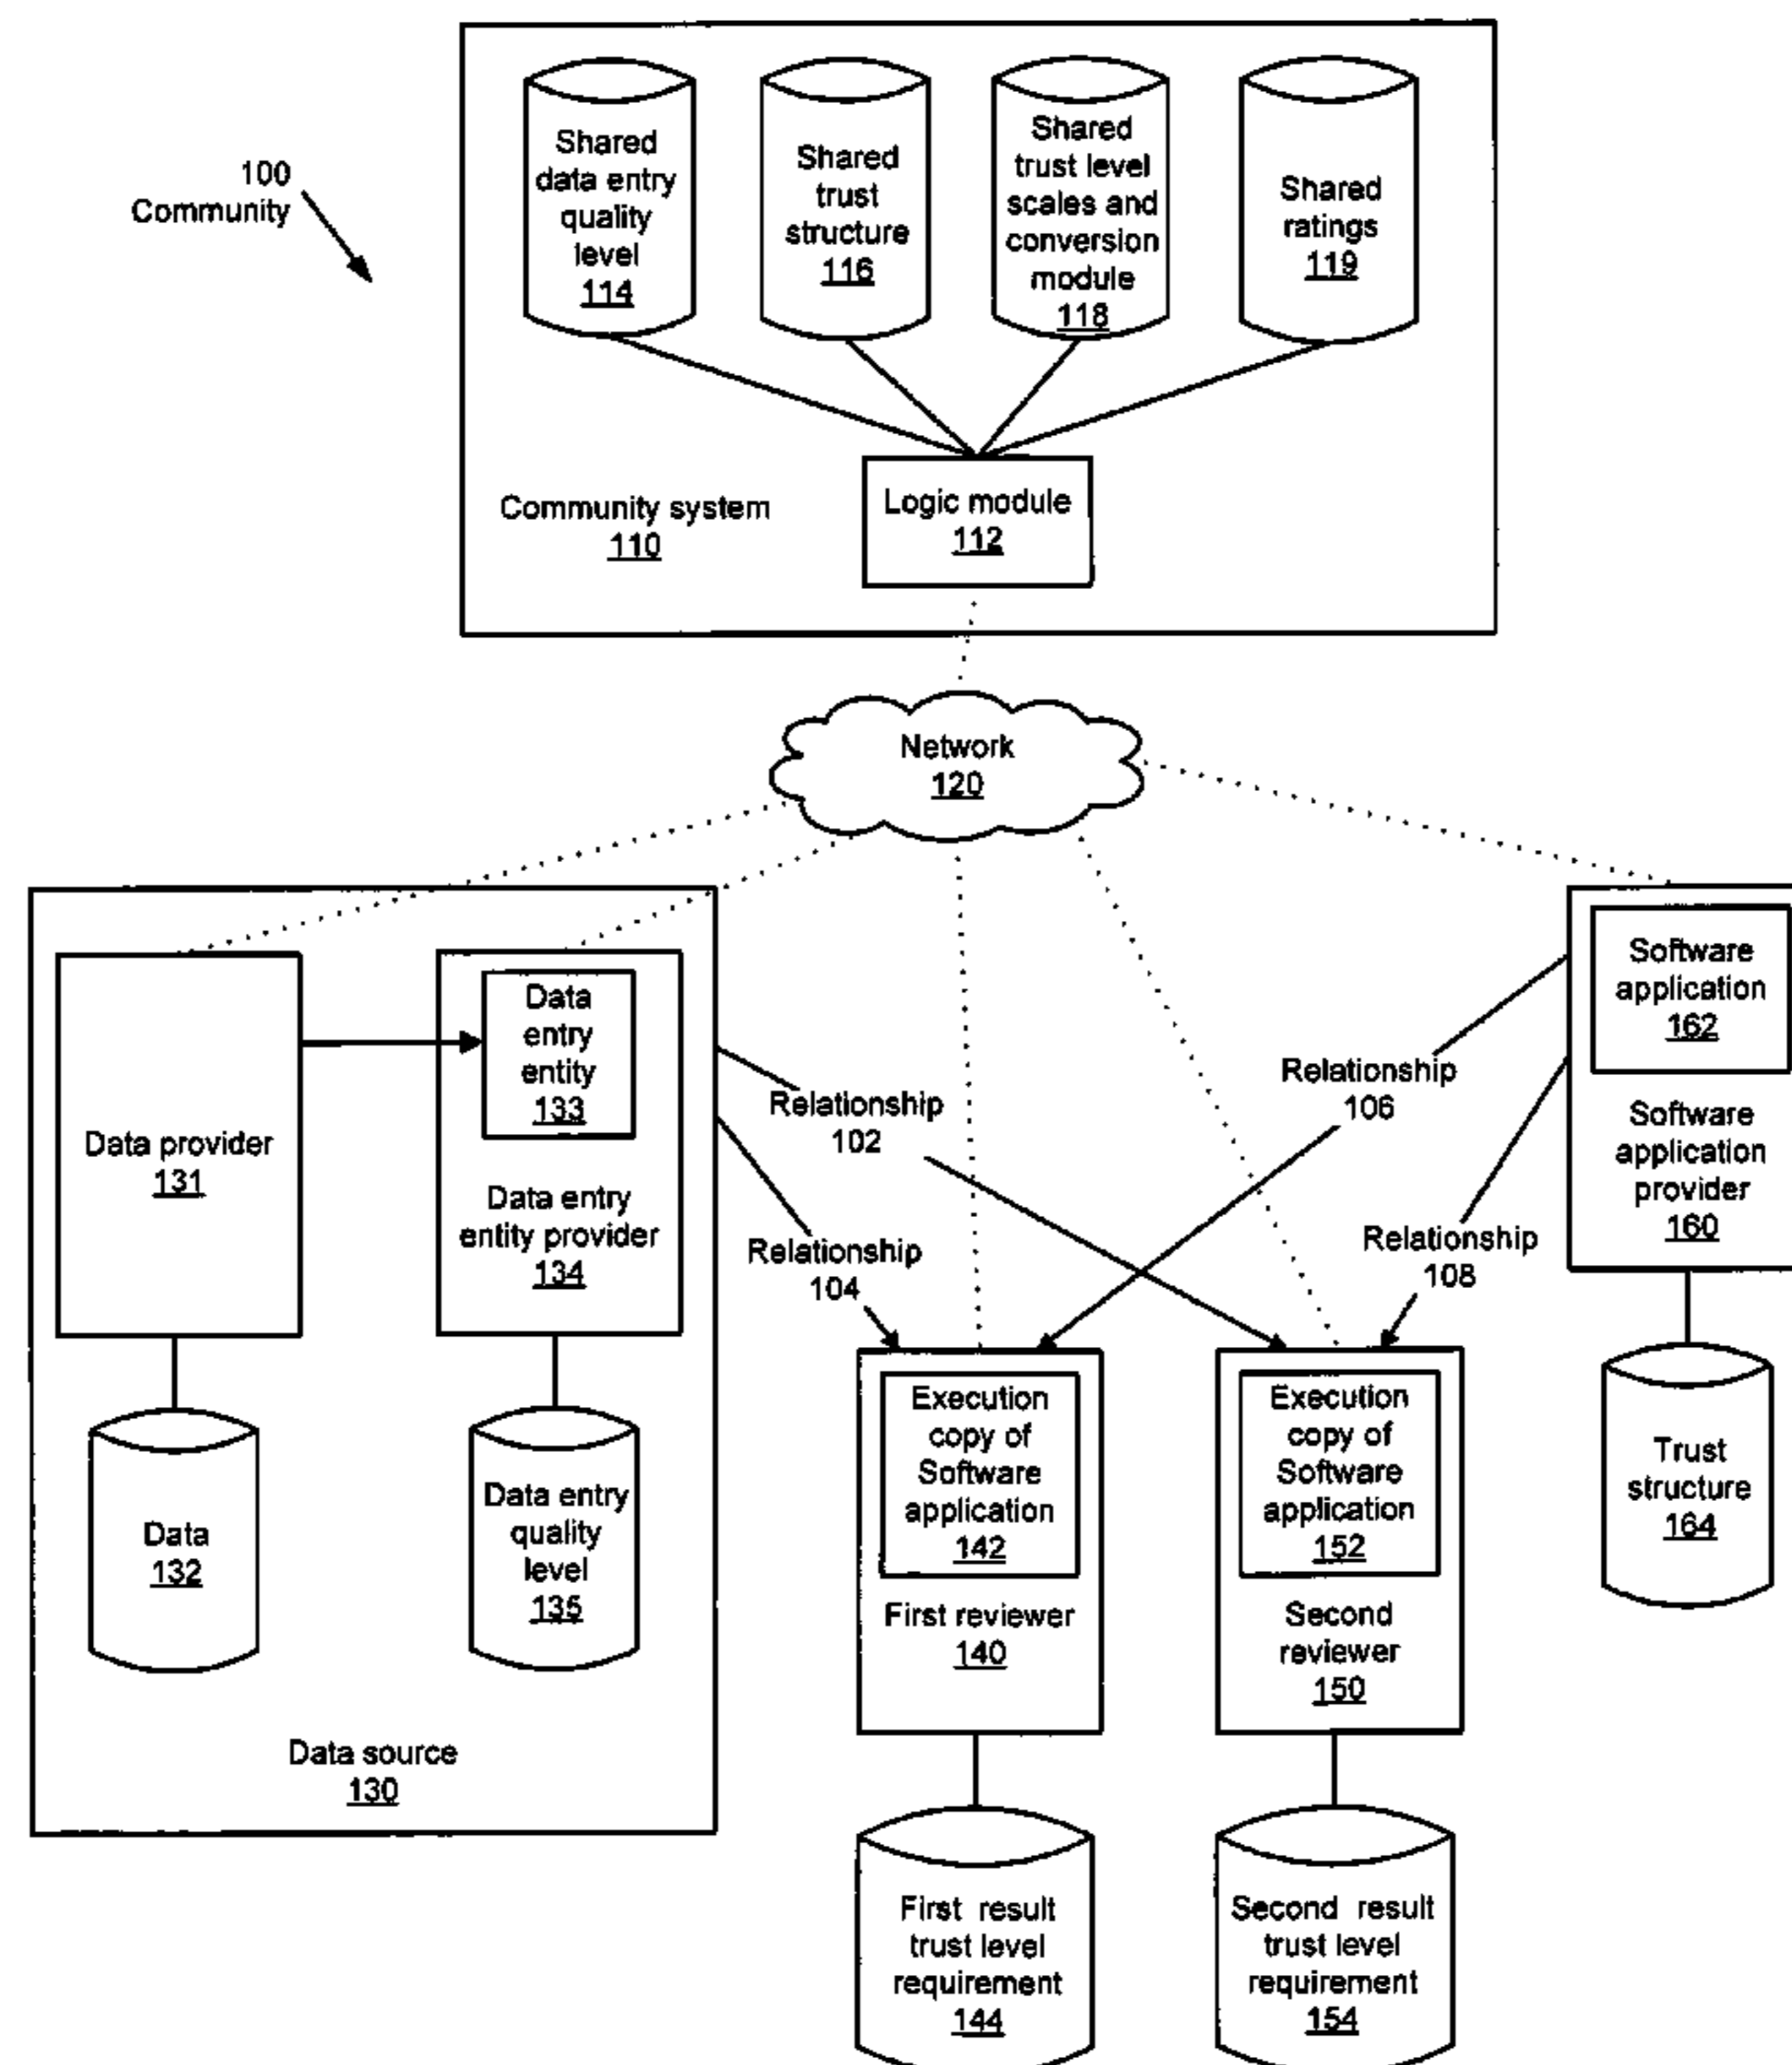 100
Community
Shared
data entry
quality
level
114
Shared
trust
structure
116
Shared
trust level
scales and
conversion
module
118
Shared
ratings
119
Community system
110
Logic module
112
Network
120
Data provider
131
Data
entry
entity
133
Data entry
entity provider
134
Data
132
Data entry
quality
level
135
Data source
130
Relationship
102
Relationship
104
Relationship
106
Relationship
108
Software
application
162
Software
application
provider
160
Trust
structure
164
Execution
copy of
Software
application
142
First reviewer
140
Execution
copy of
Software
application
152
Second
reviewer
150
First result
trust level
requirement
144
Second result
trust level
requirement
154